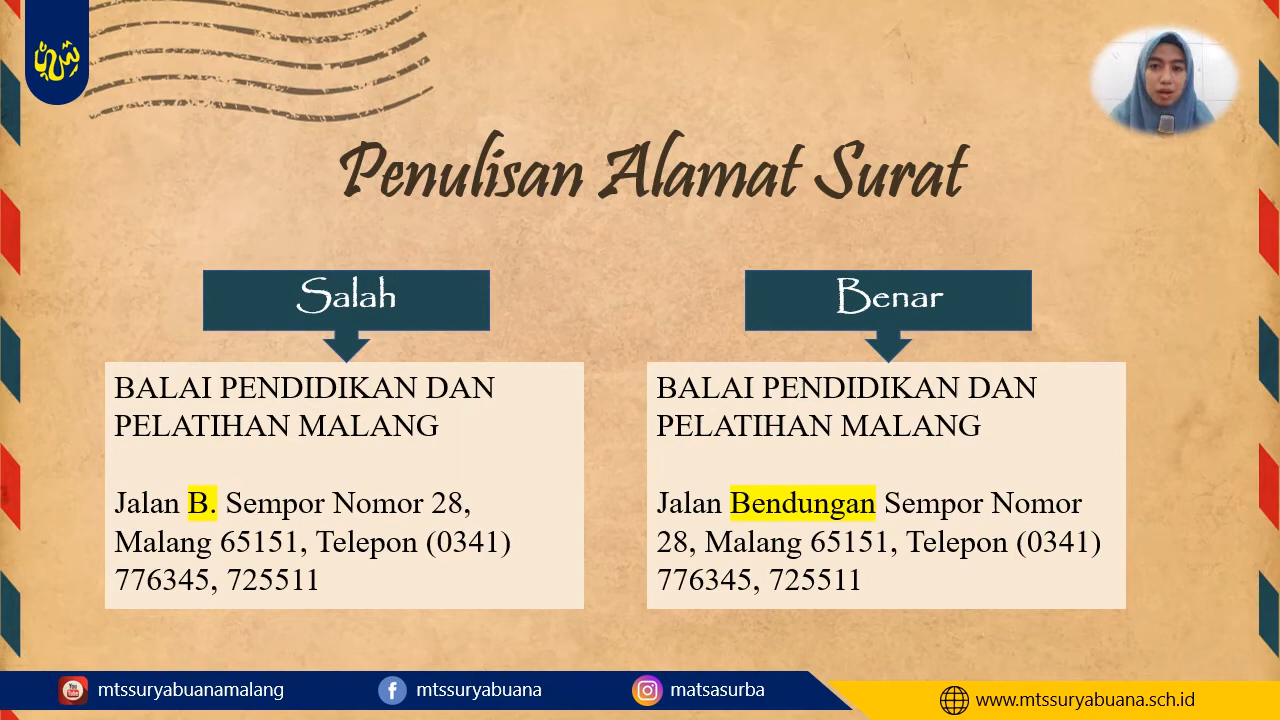 Penulisan Alamat Surat
Salah
BALAI PENDIDIKAN DAN
PELATIHAN MALANG
Jalan B. Sempor Nomor 28,
Malang 65151, Telepon (0341)
776345, 725511
Benar
BALAI PENDIDIKAN DAN
PELATIHAN MALANG
Jalan Bendungan Sempor Nomor
28, Malang 65151, Telepon (0341)
776345, 725511
You
Tube
mtssuryabuanamalang
mtssuryabuana
matsasurba
www.mtssuryabuana.sch.id